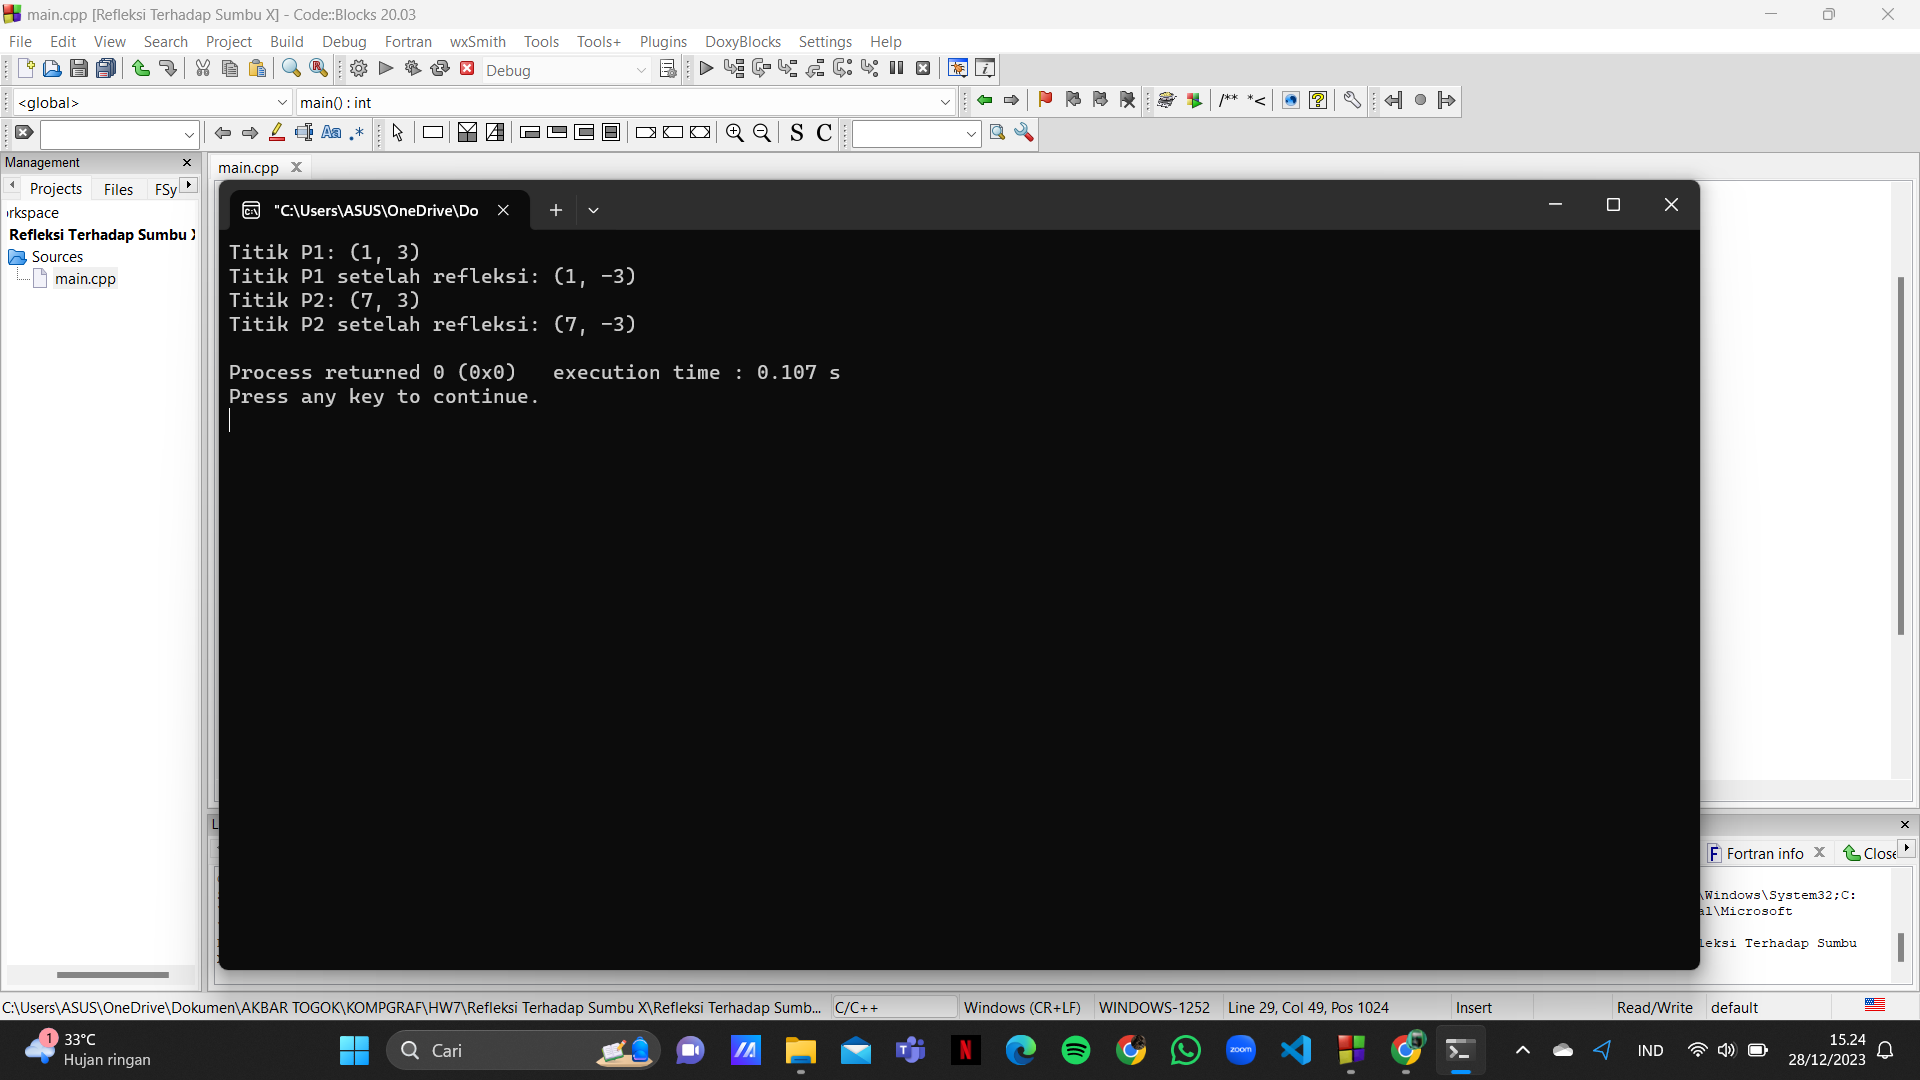 main.cpp [Refleksi Terhadap Sumbu X] - Code::Blocks 20.03
File Edit View Search Project Build Debug Fortran wxSmith Tools Tools+ Plugins DoxyBlocks Settings Help
Debug
<global> main() : int
/** *<
Aa .* S C
Management
main.cpp
Projects Files FSy
rkspace
Refleksi Terhadap Sumbu X
Sources
main.cpp
"C:\Users\ASUS\OneDrive\Do
Titik P1: (1, 3)
Titik P1 setelah refleksi: (1, -3)
Titik P2: (7, 3)
Titik P2 setelah refleksi: (7, -3)
Process returned 0 (0x0)   execution time : 0.107 s
Press any key to continue.
Fortran info Close
\Windows\System32;C:
al\Microsoft
leksi Terhadap Sumbu
C:\Users\ASUS\OneDrive\Dokumen\AKBAR TOGOK\KOMPGRAF\HW7\Refleksi Terhadap Sumbu X\Refleksi Terhadap Sumb... C/C++ Windows (CR+LF) WINDOWS-1252 Line 29, Col 49, Pos 1024 Insert Read/Write default
1
33°C
Hujan ringan
Cari
zoom
IND
15.24
28/12/2023